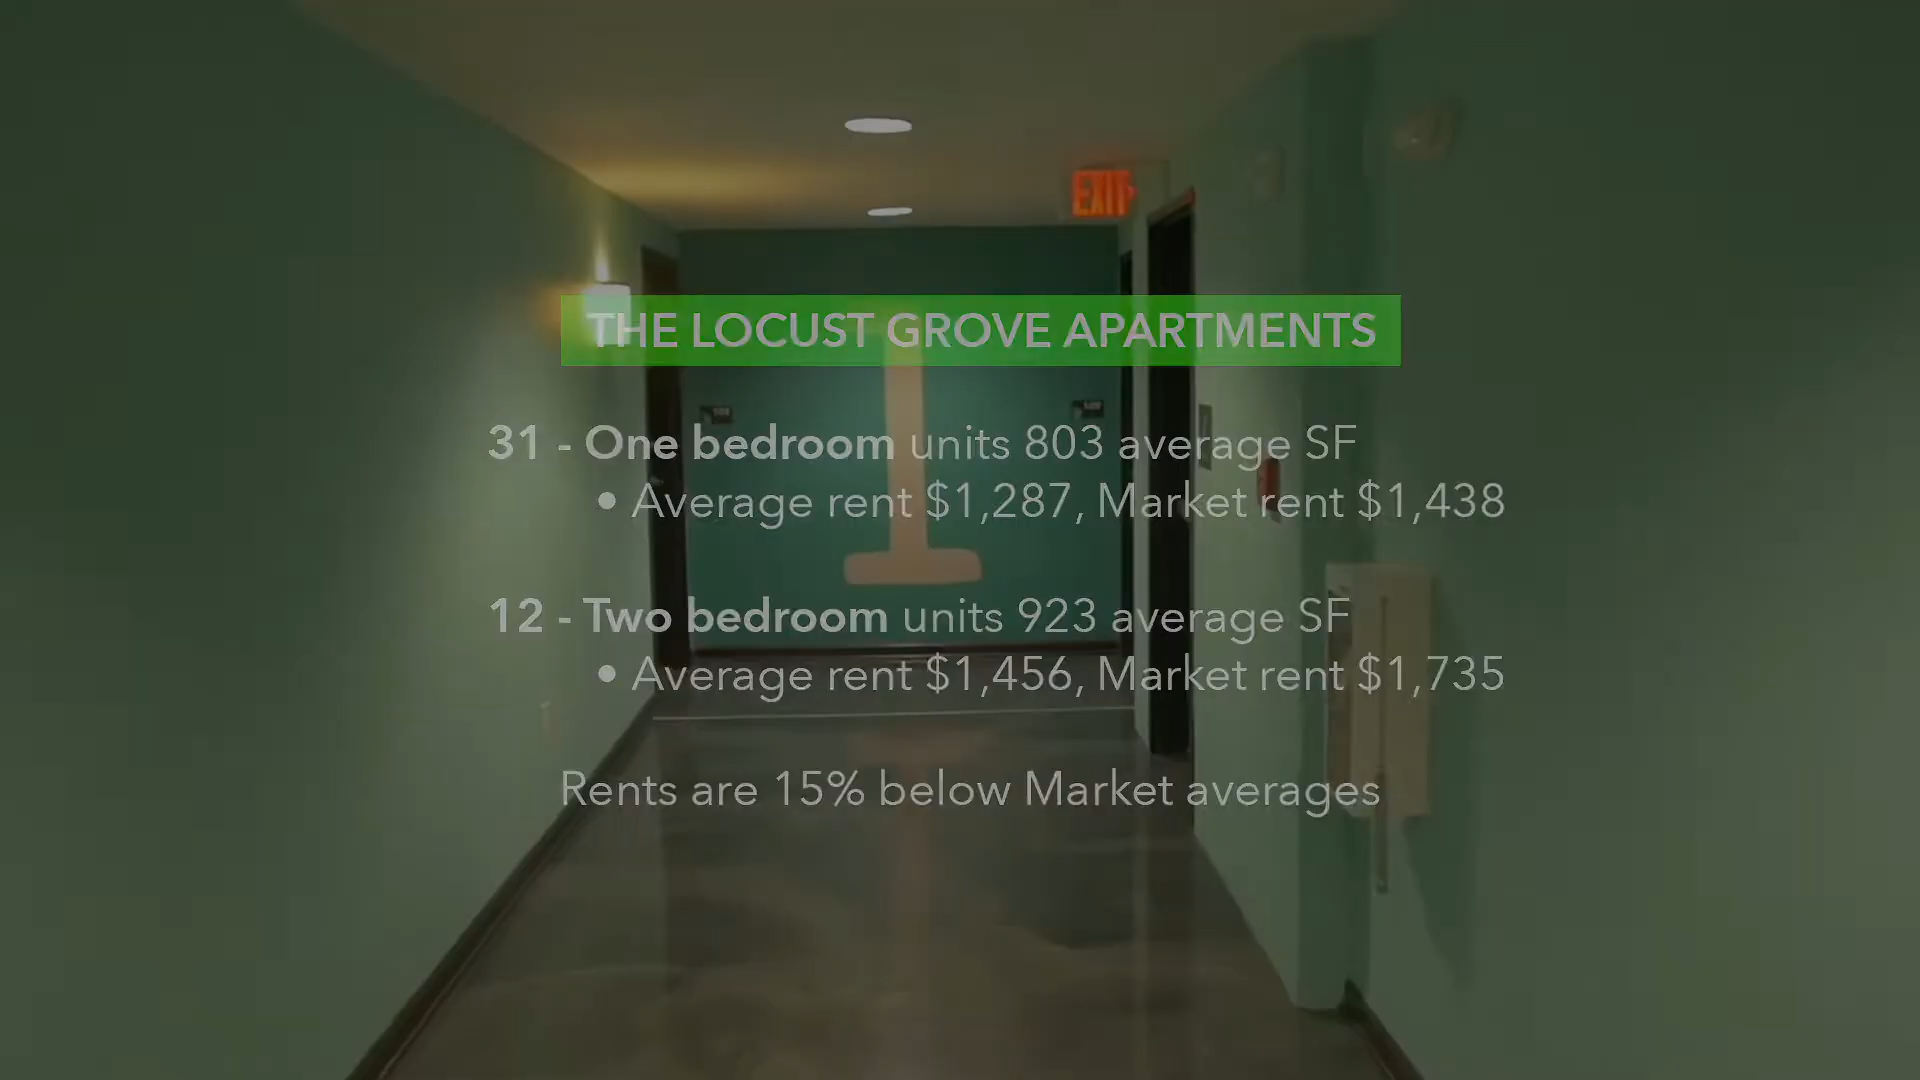 EXIT
THE LOCUST GROVE APARTMENTS
31 - One bedroom units 803 average SF
• Average rent $1,287, Market rent $1,438
12 - Two bedroom units 923 average SF
• Average rent $1,456, Market rent $1,735
Rents are 15% below Market averages